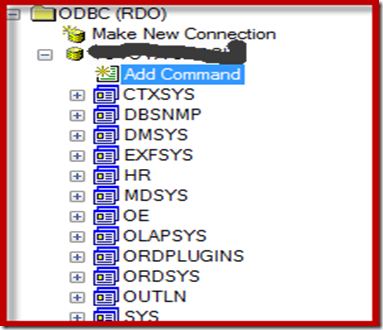 ODBC (RDO)
Make New Connection
Add Command
CTXSYS
DBSNMP
DMSYS
EXFSYS
HR
MDSYS
OE
OLAPSYS
ORDPLUGINS
ORDSYS
OUTLN
SYS